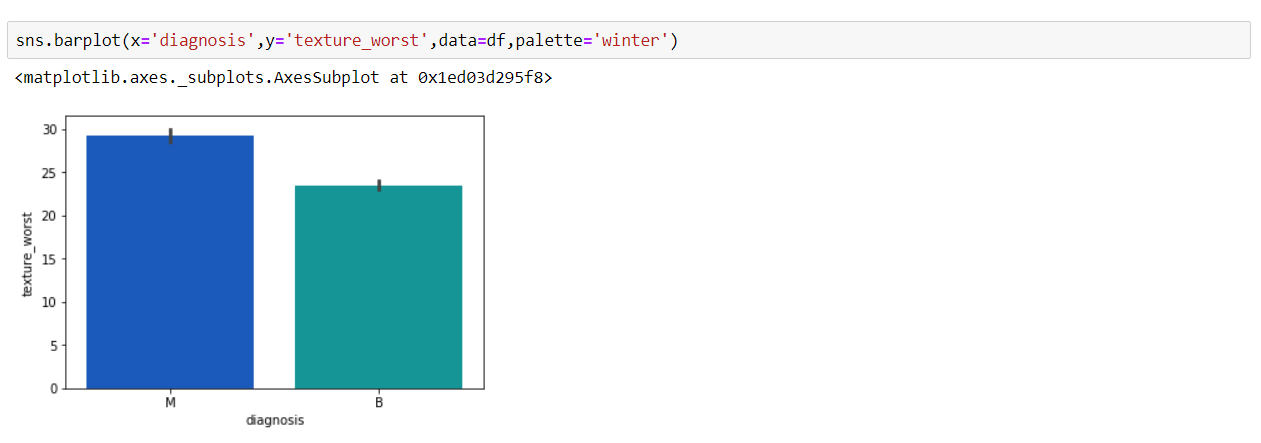 sns.barplot(x='diagnosis',y='texture_worst',data=df,palette='winter')
<matplotlib.axes._subplots.AxesSubplot at 0x1ed03d295f8>
30
25
20
15
10
5
0
texture_worst
M B
diagnosis